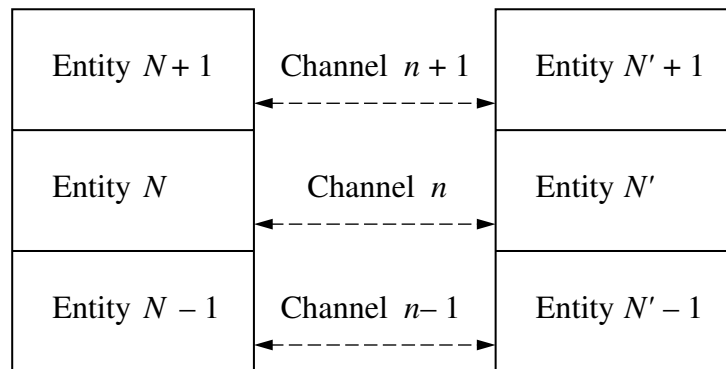 Entity N + 1 Channel n + 1 Entity N′ + 1
Entity N Channel n Entity N′
Entity N – 1 Channel n– 1 Entity N′ – 1